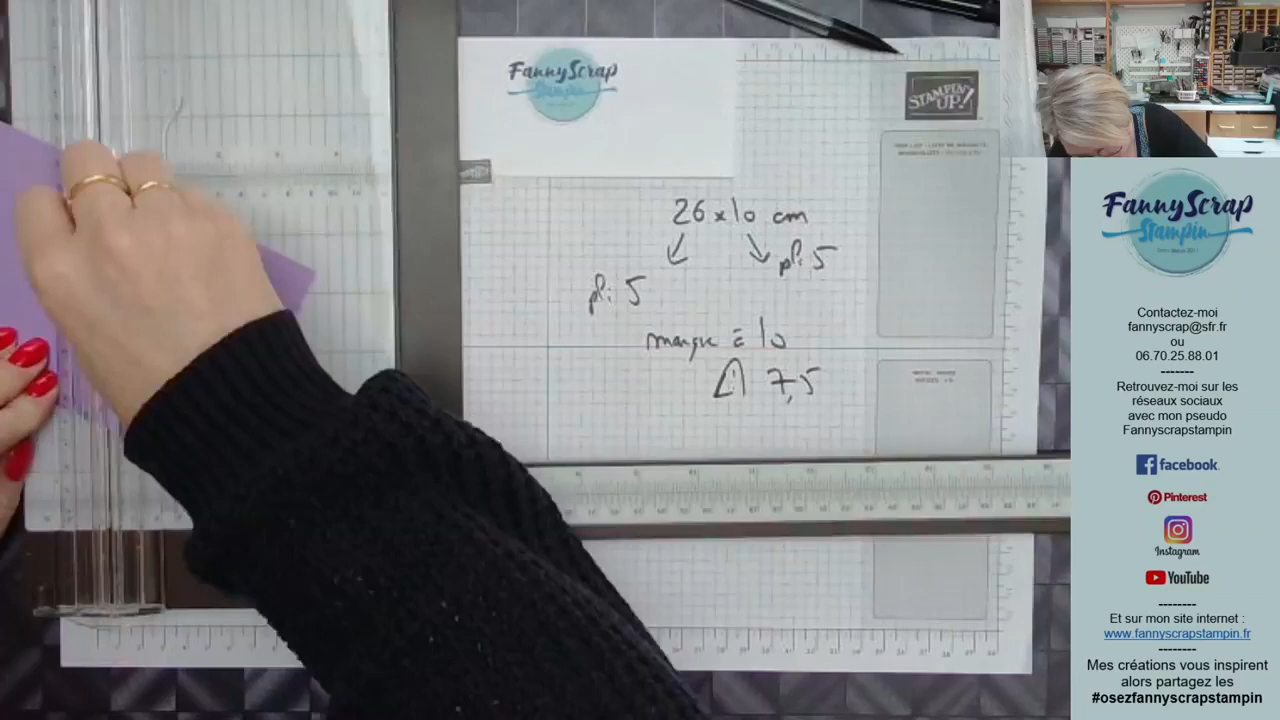 FannyScrap
Stampin
STAMPIN'
UP!
26 x 10 cm
pli 5
pli 5
marque à 10
7,5
FannyScrap
Stampin
Contactez-moi
fannyscrap@sfr.fr
ou
06.70.25.88.01
-------
Retrouvez-moi sur les
réseaux sociaux
avec mon pseudo
Fannyscrapstampin
facebook
Pinterest
Instagram
YouTube
--------
Et sur mon site internet :
www.fannyscrapstampin.fr
-------
Mes créations vous inspirent
alors partagez les
#osezfannyscrapstampin